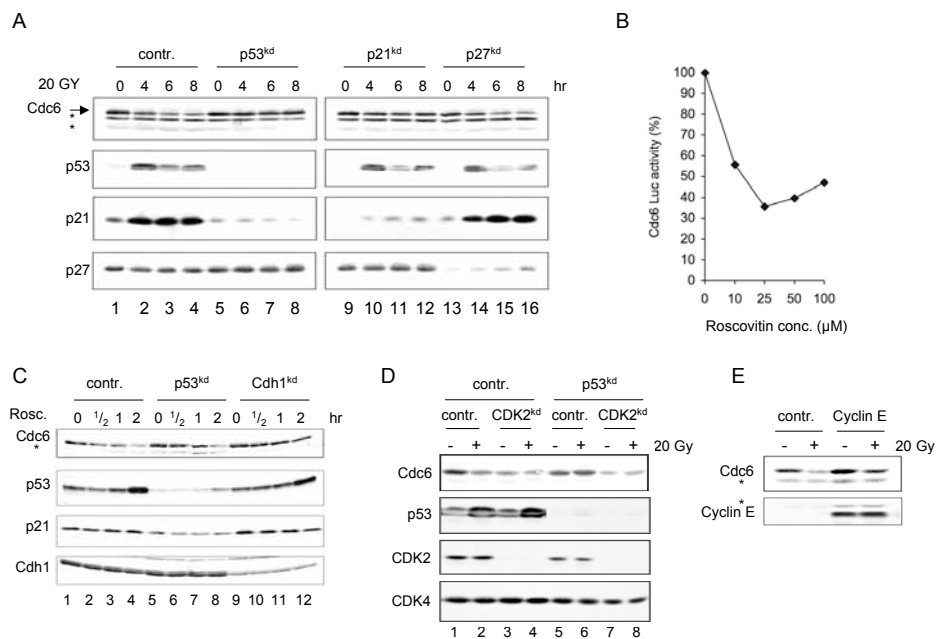 A
contr. p53kd p21kd p27kd
20 GY 0 4 6 8 0 4 6 8 0 4 6 8 0 4 6 8 hr
Cdc6
*
*
p53
p21
p27
1 2 3 4 5 6 7 8 9 10 11 12 13 14 15 16
B
100
90
80
70
60
50
40
30
20
10
0
Cdc6 Luc activity (%)
0 10 25 50 100
Roscovitin conc. (µM)
C
contr. p53kd Cdh1kd
Rosc. 0 1/2 1 2 0 1/2 1 2 0 1/2 1 2 hr
Cdc6
*
p53
p21
Cdh1
1 2 3 4 5 6 7 8 9 10 11 12
D
contr. p53kd
contr. CDK2kd contr. CDK2kd
- + - + - + - + 20 Gy
Cdc6
p53
CDK2
CDK4
1 2 3 4 5 6 7 8
E
contr. Cyclin E
- + - + 20 Gy
Cdc6
*
*
Cyclin E